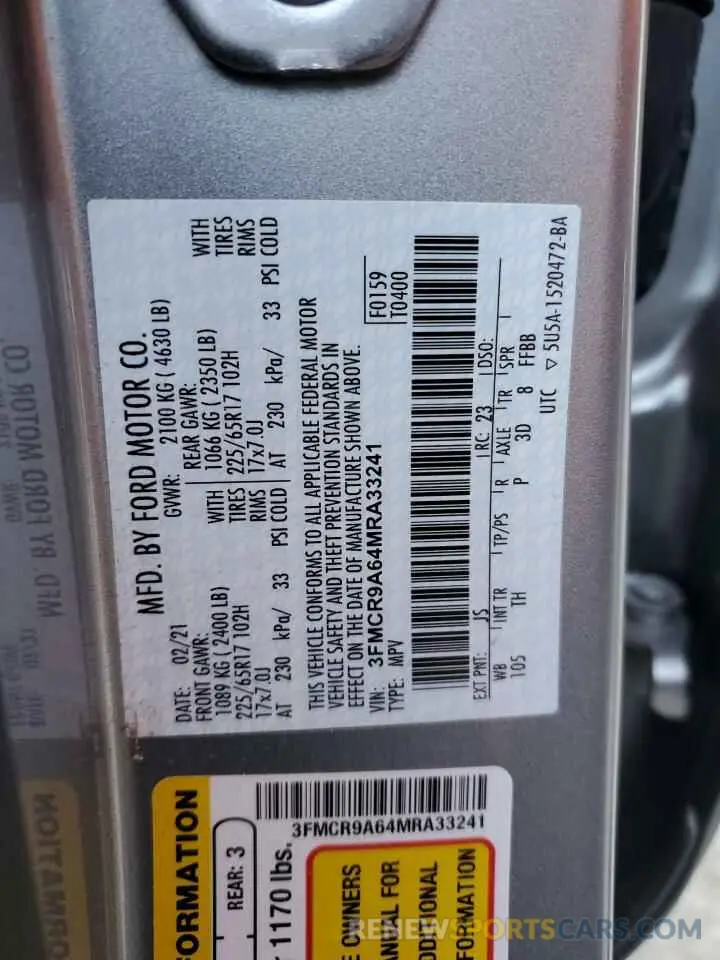 MFD. BY FORD MOTOR CO.
DATE: 02/21 GVWR: 2100 KG ( 4630 LB)
FRONT GAWR: REAR GAWR:
1089 KG ( 2400 LB) WITH 1066 KG ( 2350 LB) WITH
225/65R17 102H TIRES 225/65R17 102H TIRES
17x7.0J RIMS 17x7.0J RIMS
AT 230 kPa/ 33 PSI COLD AT 230 kPa/ 33 PSI COLD
THIS VEHICLE CONFORMS TO ALL APPLICABLE FEDERAL MOTOR
VEHICLE SAFETY AND THEFT PREVENTION STANDARDS IN
EFFECT ON THE DATE OF MANUFACTURE SHOWN ABOVE.
VIN: 3FMCR9A64MRA33241
TYPE: MPV
F0159
T0400
EXT PNT: JS RC: 23 DSO:
WB INT TR TP/PS R AXLE TR SPR
105 TH P 3D 8 FFBB
UTC ▽ 5U5A-1520472-BA
REAR: 3
1170 lbs.
3FMCR9A64MRA33241
OWNERS
FOR
RENEWSPORTSCARS.COM